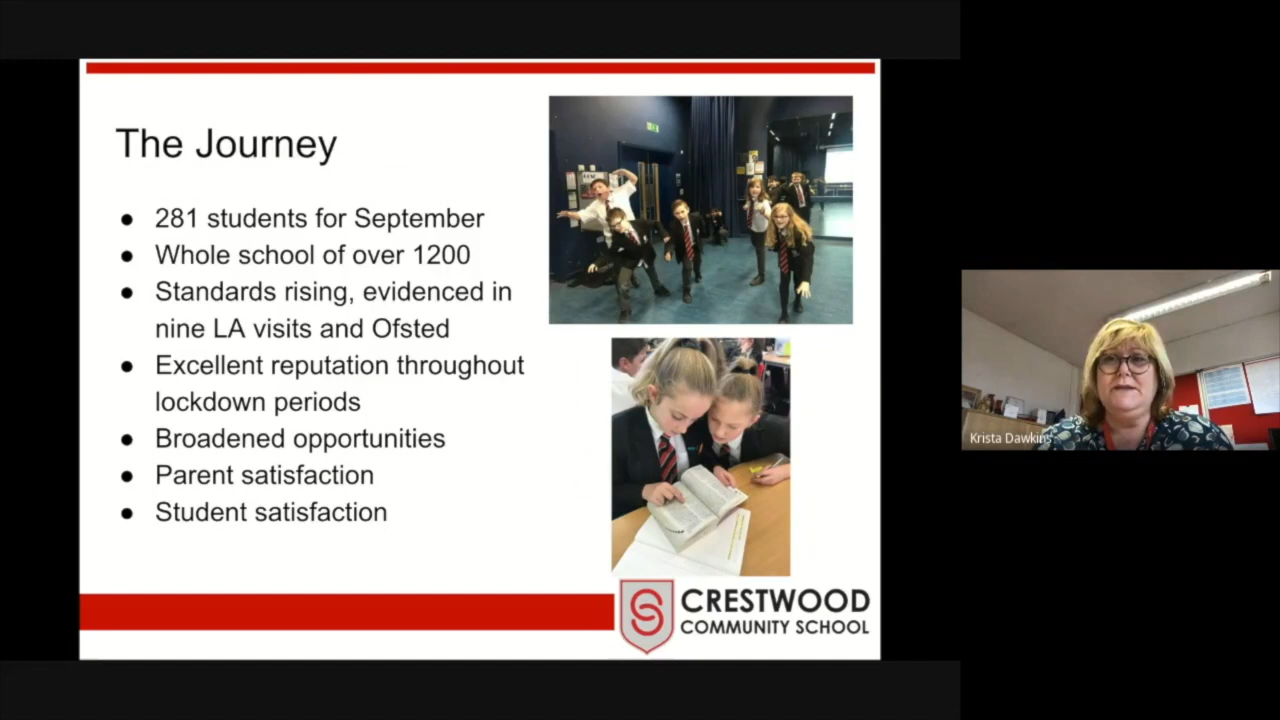 The Journey
● 281 students for September
● Whole school of over 1200
● Standards rising, evidenced in
nine LA visits and Ofsted
● Excellent reputation throughout
lockdown periods
● Broadened opportunities
● Parent satisfaction
● Student satisfaction
CRESTWOOD
COMMUNITY SCHOOL
Krista Dawkins